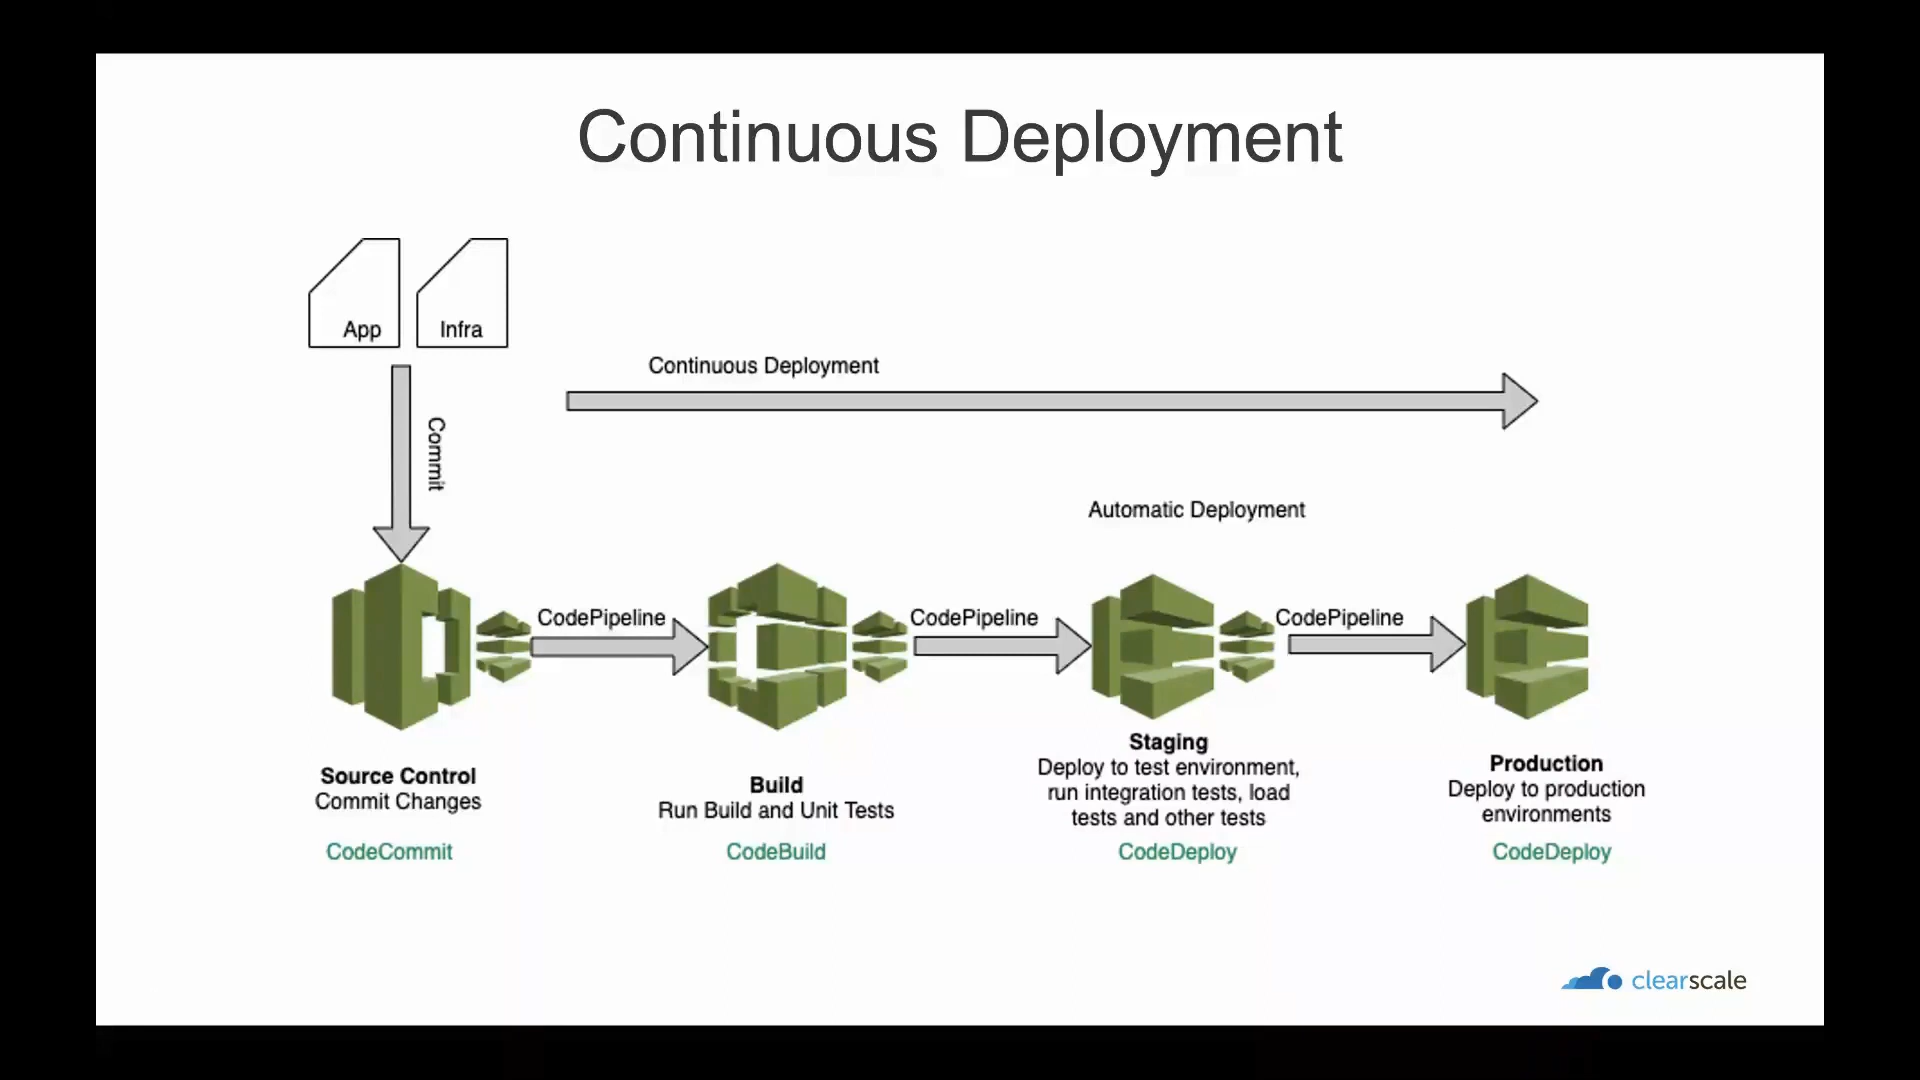 Continuous Deployment
App
Infra
Continuous Deployment
Commit
Automatic Deployment
CodePipeline
CodePipeline
CodePipeline
Source Control
Commit Changes
CodeCommit
Build
Run Build and Unit Tests
CodeBuild
Staging
Deploy to test environment,
run integration tests, load
tests and other tests
CodeDeploy
Production
Deploy to production
environments
CodeDeploy
clearscale